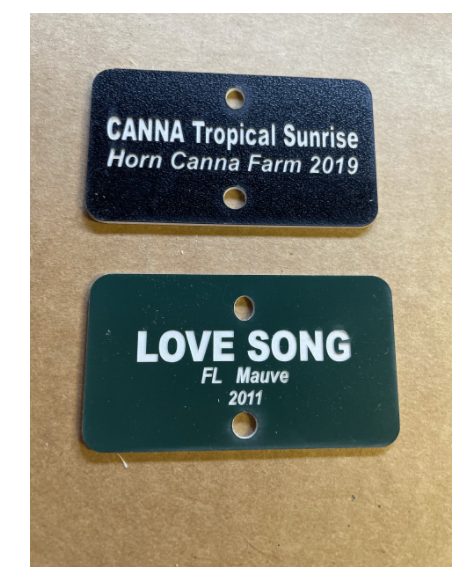 CANNA Tropical Sunrise
Horn Canna Farm 2019
LOVE SONG
FL Mauve
2011